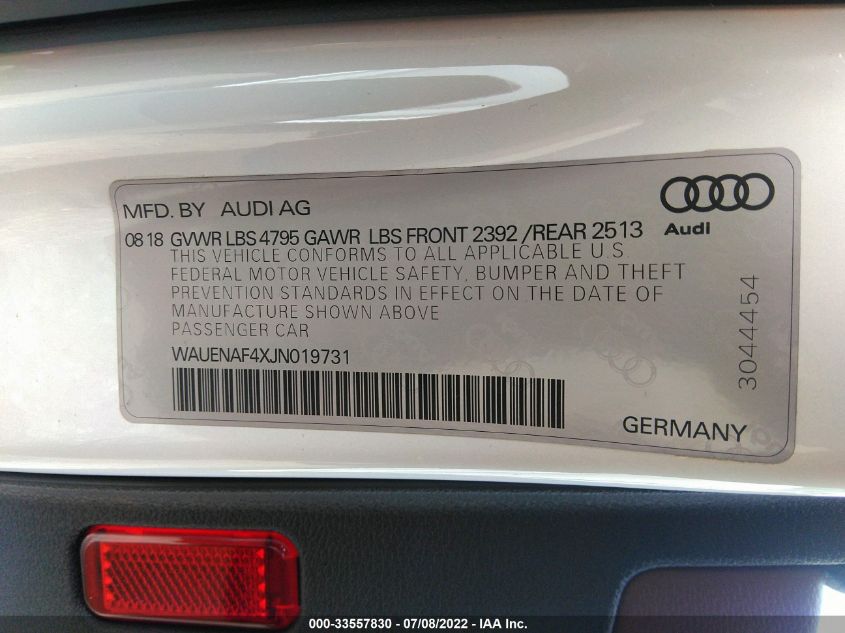 MFD. BY AUDI AG
Audi
08 18 GVWR LBS 4795 GAWR LBS FRONT 2392 /REAR 2513
THIS VEHICLE CONFORMS TO ALL APPLICABLE U.S
FEDERAL MOTOR VEHICLE SAFETY, BUMPER AND THEFT
PREVENTION STANDARDS IN EFFECT ON THE DATE OF
MANUFACTURE SHOWN ABOVE
PASSENGER CAR
WAUENAF4XJN019731
3044454
GERMANY
000-33557830 - 07/08/2022 - IAA Inc.